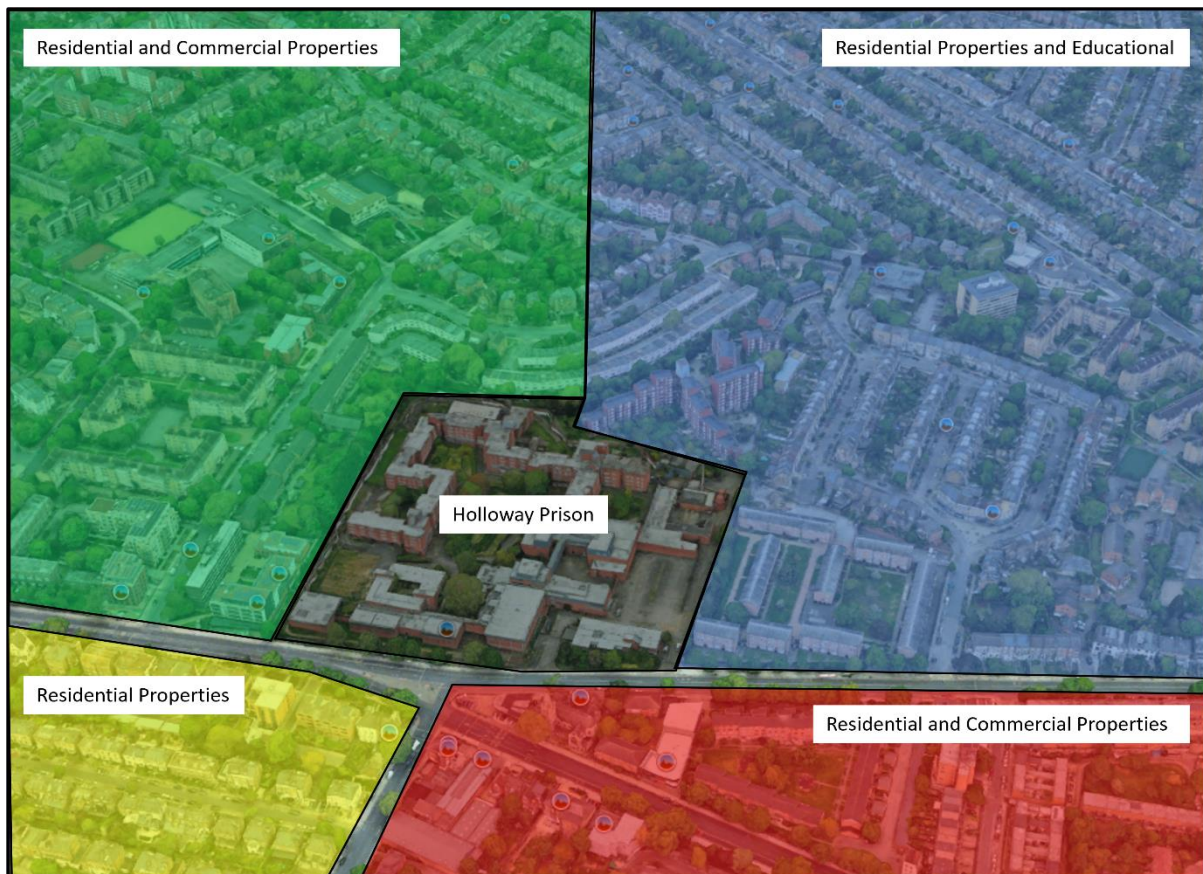 Residential and Commercial Properties
Residential Properties and Educational
Holloway Prison
Residential Properties
Residential and Commercial Properties